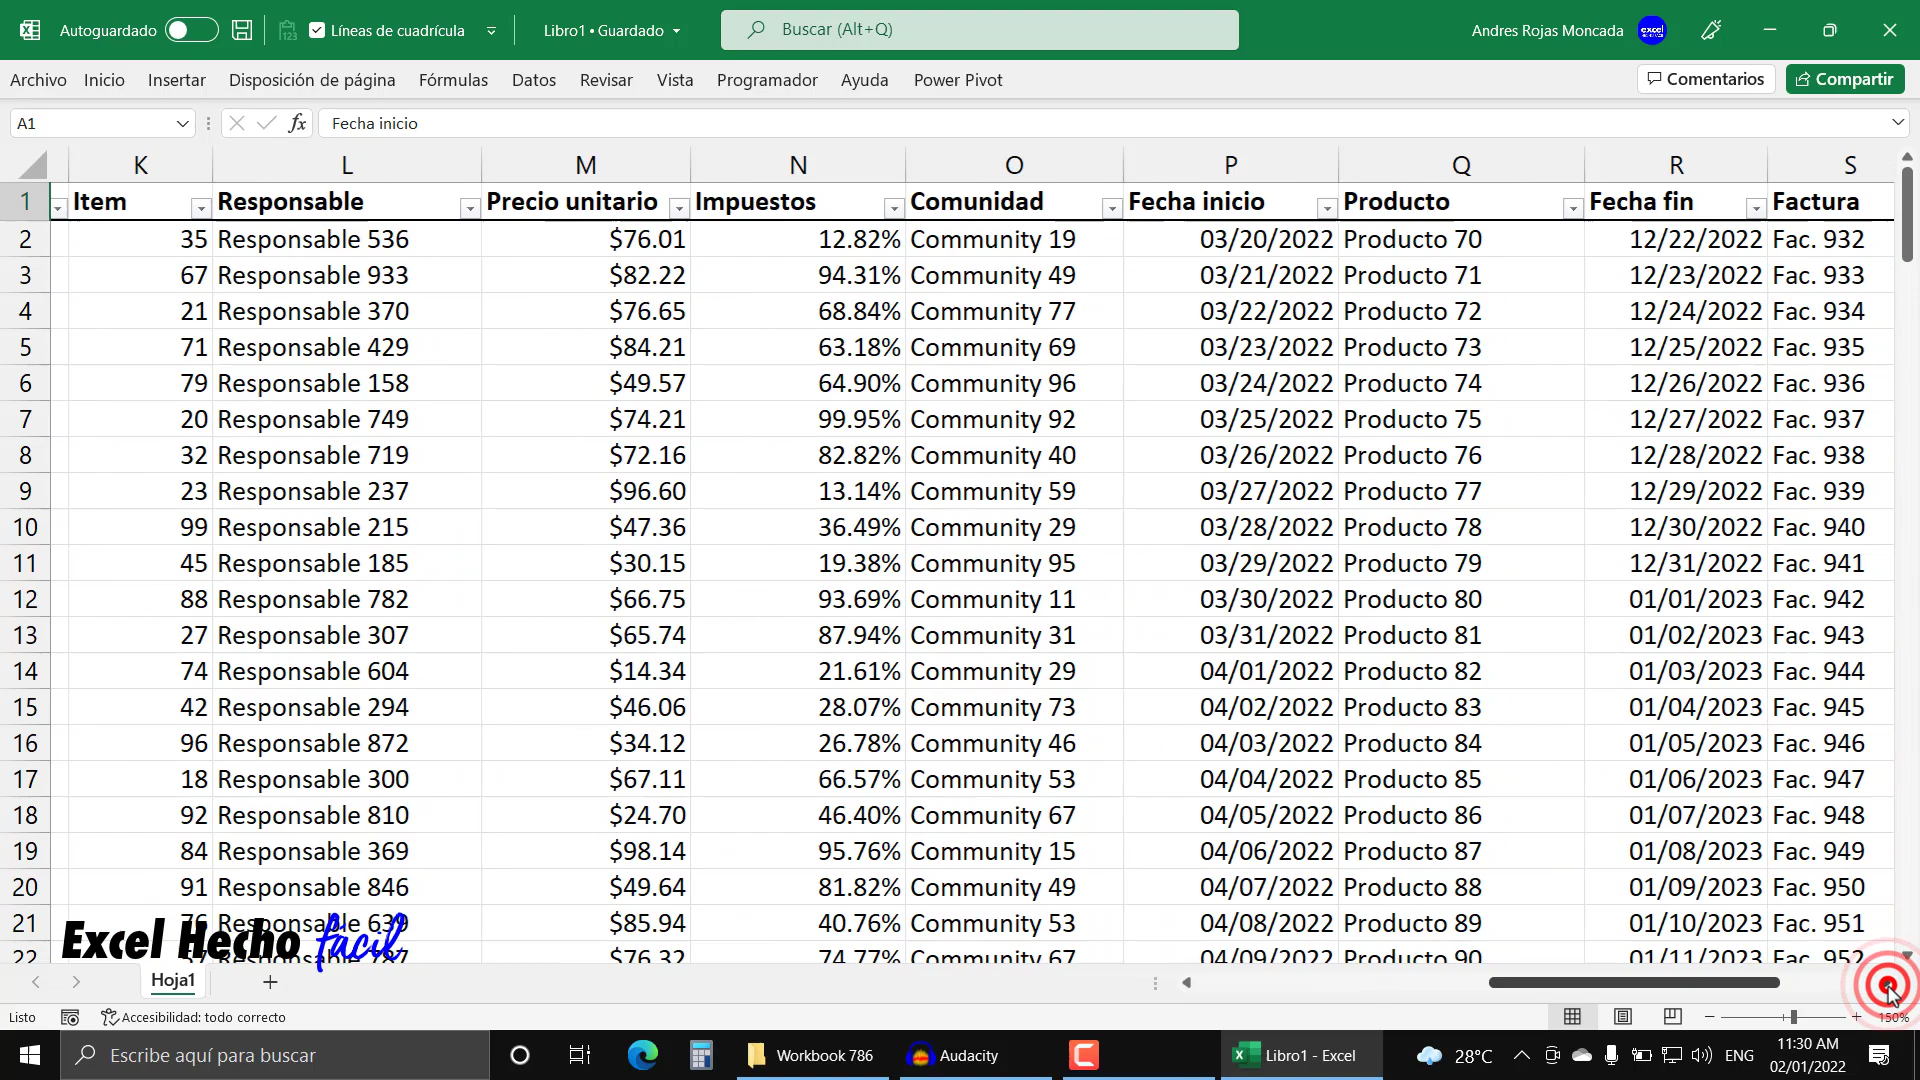 Autoguardado Líneas de cuadrícula Libro1 • Guardado Buscar (Alt+Q) Andres Rojas Moncada excel
Archivo Inicio Insertar Disposición de página Fórmulas Datos Revisar Vista Programador Ayuda Power Pivot Comentarios Compartir
A1 fx Fecha inicio
K L M N O P Q R S
1 Item Responsable Precio unitario Impuestos Comunidad Fecha inicio Producto Fecha fin Factura
2 35 Responsable 536 $76.01 12.82% Community 19 03/20/2022 Producto 70 12/22/2022 Fac. 932
3 67 Responsable 933 $82.22 94.31% Community 49 03/21/2022 Producto 71 12/23/2022 Fac. 933
4 21 Responsable 370 $76.65 68.84% Community 77 03/22/2022 Producto 72 12/24/2022 Fac. 934
5 71 Responsable 429 $84.21 63.18% Community 69 03/23/2022 Producto 73 12/25/2022 Fac. 935
6 79 Responsable 158 $49.57 64.90% Community 96 03/24/2022 Producto 74 12/26/2022 Fac. 936
7 20 Responsable 749 $74.21 99.95% Community 92 03/25/2022 Producto 75 12/27/2022 Fac. 937
8 32 Responsable 719 $72.16 82.82% Community 40 03/26/2022 Producto 76 12/28/2022 Fac. 938
9 23 Responsable 237 $96.60 13.14% Community 59 03/27/2022 Producto 77 12/29/2022 Fac. 939
10 99 Responsable 215 $47.36 36.49% Community 29 03/28/2022 Producto 78 12/30/2022 Fac. 940
11 45 Responsable 185 $30.15 19.38% Community 95 03/29/2022 Producto 79 12/31/2022 Fac. 941
12 88 Responsable 782 $66.75 93.69% Community 11 03/30/2022 Producto 80 01/01/2023 Fac. 942
13 27 Responsable 307 $65.74 87.94% Community 31 03/31/2022 Producto 81 01/02/2023 Fac. 943
14 74 Responsable 604 $14.34 21.61% Community 29 04/01/2022 Producto 82 01/03/2023 Fac. 944
15 42 Responsable 294 $46.06 28.07% Community 73 04/02/2022 Producto 83 01/04/2023 Fac. 945
16 96 Responsable 872 $34.12 26.78% Community 46 04/03/2022 Producto 84 01/05/2023 Fac. 946
17 18 Responsable 300 $67.11 66.57% Community 53 04/04/2022 Producto 85 01/06/2023 Fac. 947
18 92 Responsable 810 $24.70 46.40% Community 67 04/05/2022 Producto 86 01/07/2023 Fac. 948
19 84 Responsable 369 $98.14 95.76% Community 15 04/06/2022 Producto 87 01/08/2023 Fac. 949
20 91 Responsable 846 $49.64 81.82% Community 49 04/07/2022 Producto 88 01/09/2023 Fac. 950
21 76 Responsable 639 $85.94 40.76% Community 53 04/08/2022 Producto 89 01/10/2023 Fac. 951
22 57 Responsable 787 $76.32 74.77% Community 67 04/09/2022 Producto 90 01/11/2023 Fac. 952
Excel Hecho fácil
Hoja1
Listo Accesibilidad: todo correcto 150%
Escribe aquí para buscar Workbook 786 Audacity Libro1 - Excel 28°C ENG 11:30 AM
02/01/2022